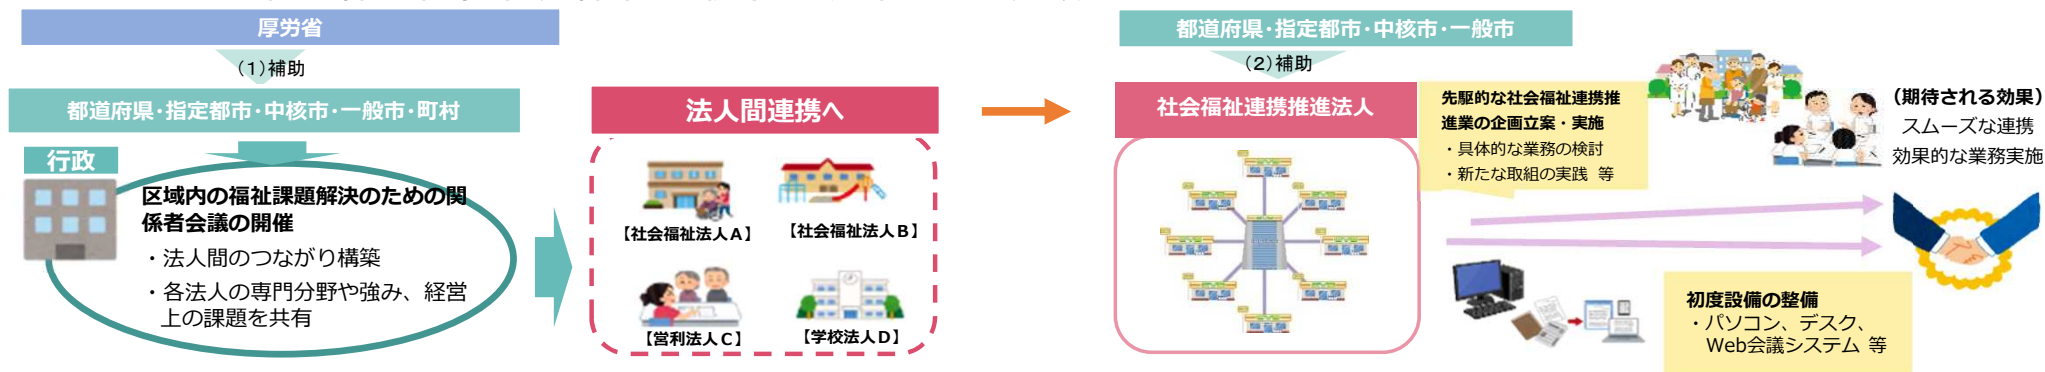 厚労省
(1)補助
都道府県・指定都市・中核市・一般市・町村
行政
区域内の福祉課題解決のための関
係者会議の開催
・法人間のつながり構築
・各法人の専門分野や強み、経営
上の課題を共有
法人間連携へ
【社会福祉法人A】
【社会福祉法人B】
【営利法人C】
【学校法人D】
都道府県・指定都市・中核市・一般市
(2)補助
社会福祉連携推進法人
先駆的な社会福祉連携推
進業の企画立案・実施
・具体的な業務の検討
・新たな取組の実践 等
(期待される効果)
スムーズな連携
効果的な業務実施
初度設備の整備
・パソコン、デスク、
Web会議システム 等